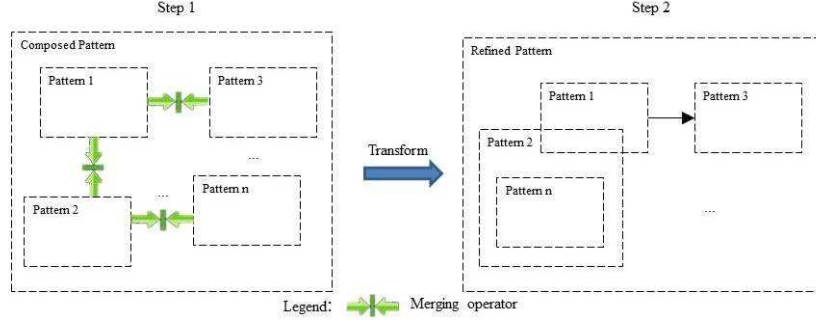 Step 1
Step 2
Composed Pattern
Pattern 1
Pattern 3
...
Pattern 2
...
Pattern n
Transform
Refined Pattern
Pattern 1
Pattern 3
Pattern 2
Pattern n
...
Legend:
Merging operator